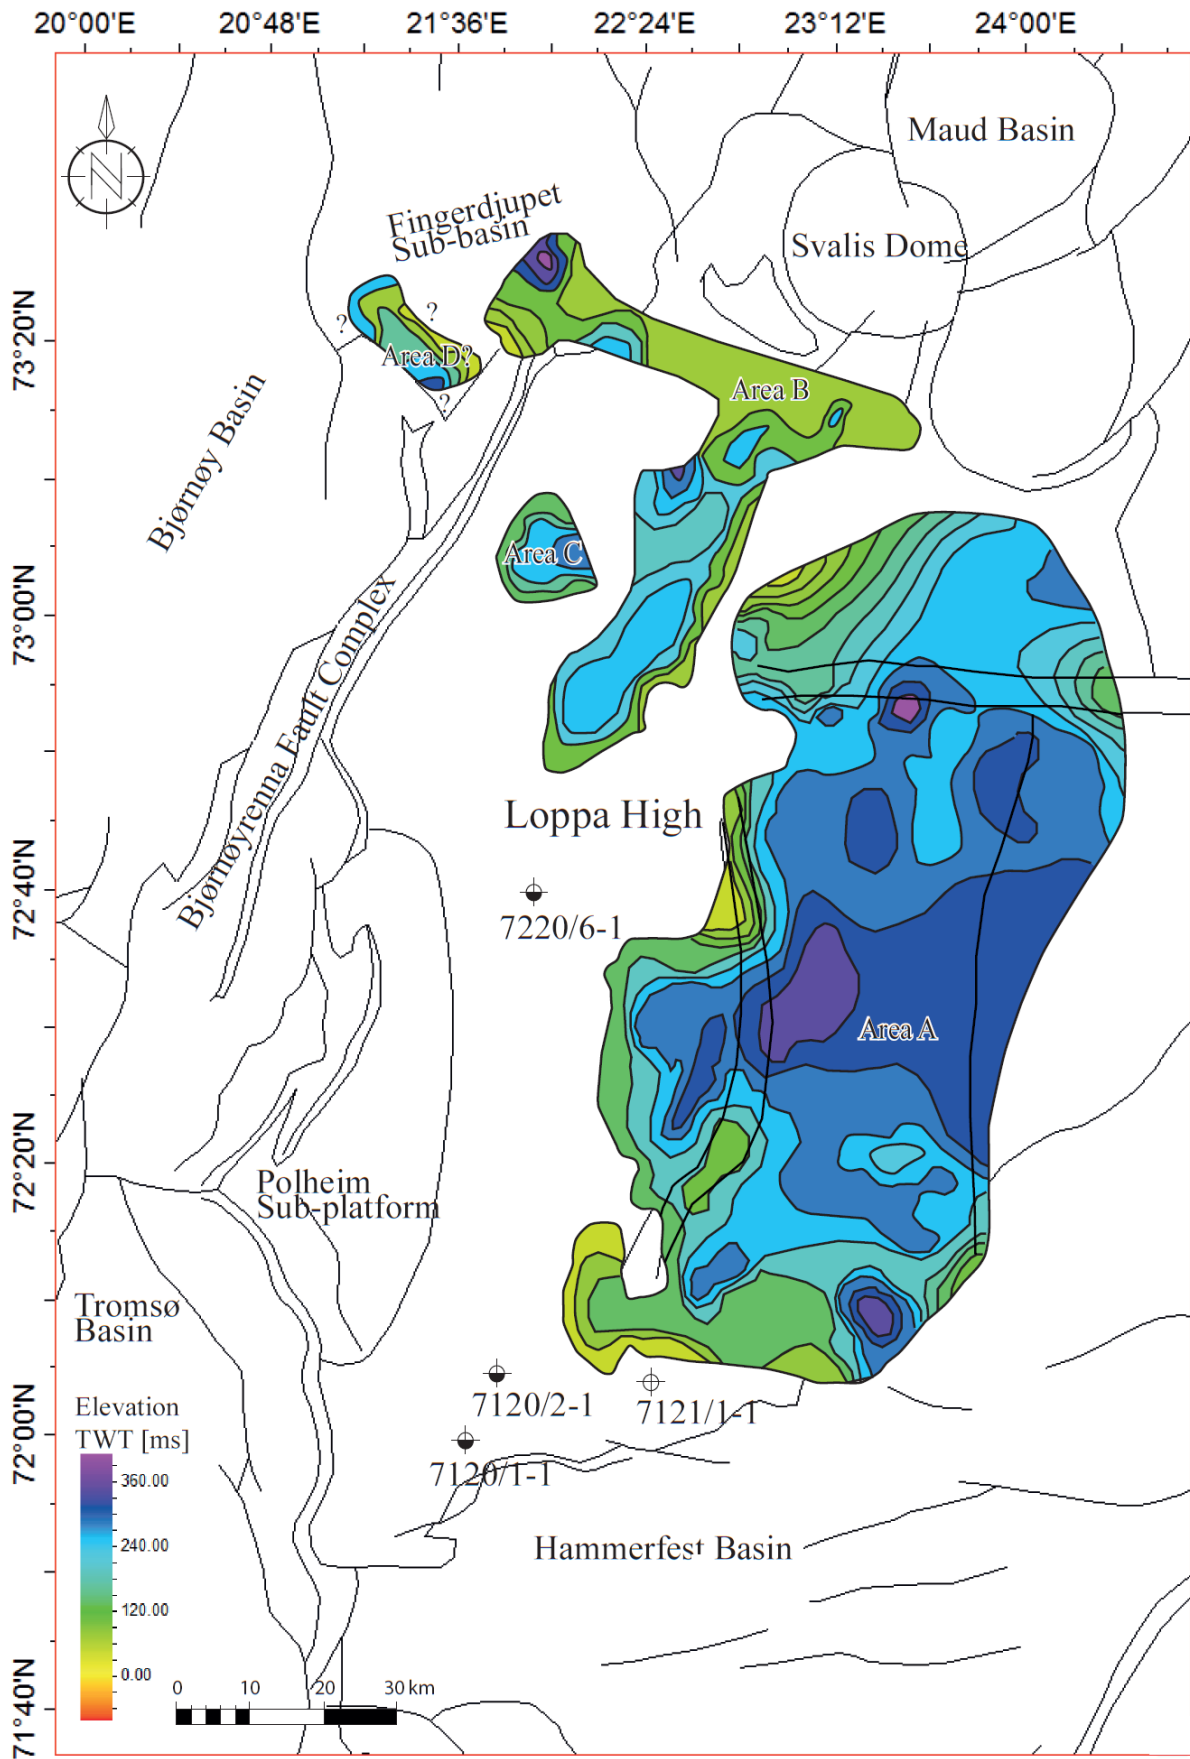 20°00'E 20°48'E 21°36'E 22°24'E 23°12'E 24°00'E
Maud Basin
Fingerdjupet
Sub-basin
Svalis Dome
73°20'N
?
?
Area D?
?
Area B
Bjørnøy Basin
Area C
73°00'N
Bjørnøyrenna Fault Complex
Loppa High
72°40'N
7220/6-1
Area A
72°20'N
Polheim
Sub-platform
Tromsø
Basin
7120/2-1
7121/1-1
72°00'N
Elevation
TWT [ms]
7120/1-1
360.00
240.00
120.00
0.00
Hammerfest Basin
0 10 20 30 km
71°40'N
N